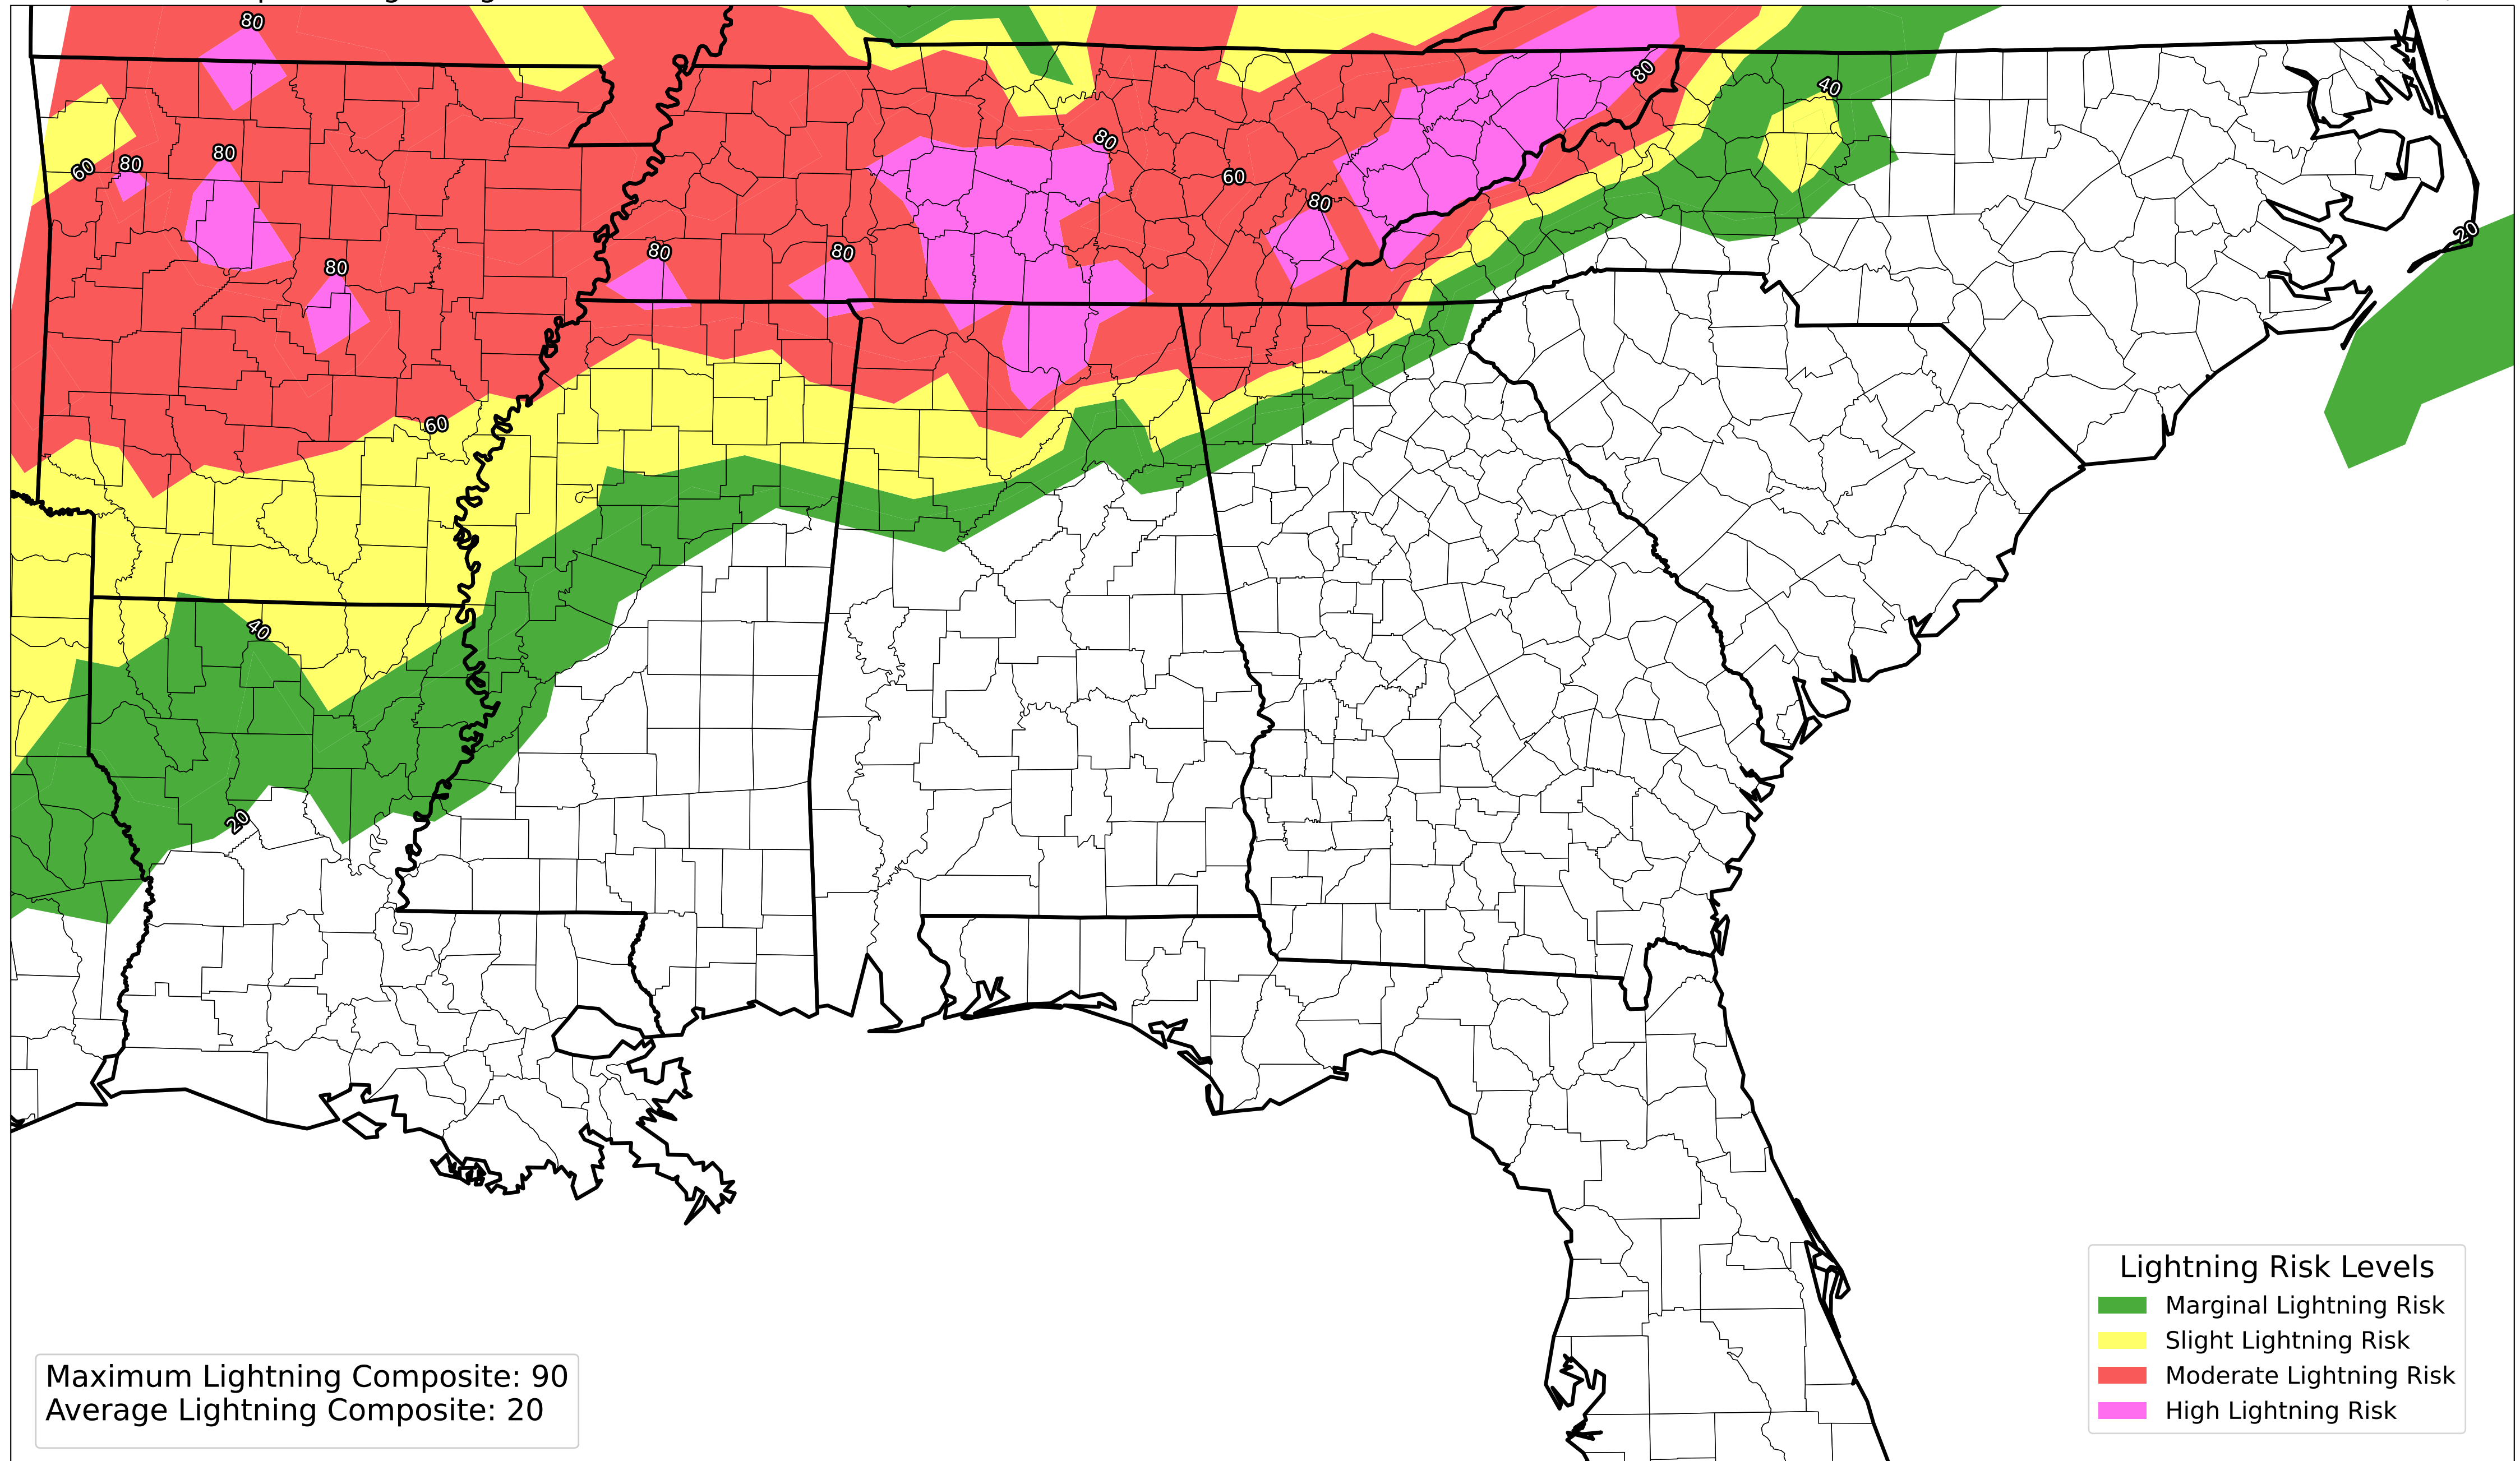 80
80
40
80
80
60
80
60
80
20
80
80
80
60
40
20
Lightning Risk Levels
Marginal Lightning Risk
Slight Lightning Risk
Moderate Lightning Risk
High Lightning Risk
Maximum Lightning Composite: 90
Average Lightning Composite: 20